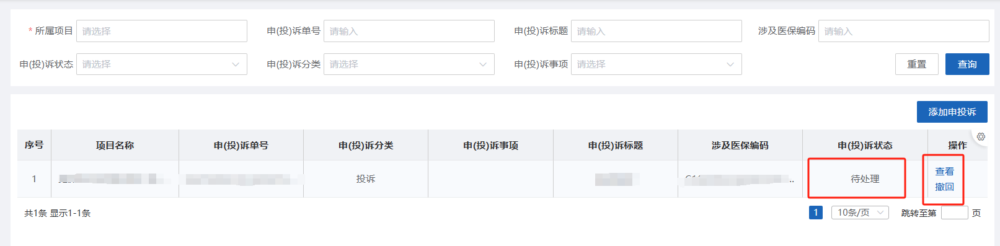 * 所属项目 请选择 申(投)诉单号 请输入 申(投)诉标题 请输入 涉及医保编码 请输入
申(投)诉状态 请选择 申(投)诉分类 请选择 申(投)诉事项 请选择 重置 查询
添加申投诉
序号 项目名称 申(投)诉单号 申(投)诉分类 申(投)诉事项 申(投)诉标题 涉及医保编码 申(投)诉状态 操作
1 投诉 待处理 查看
撤回
共1条 显示1-1条 1 10条/页 跳转至第 页